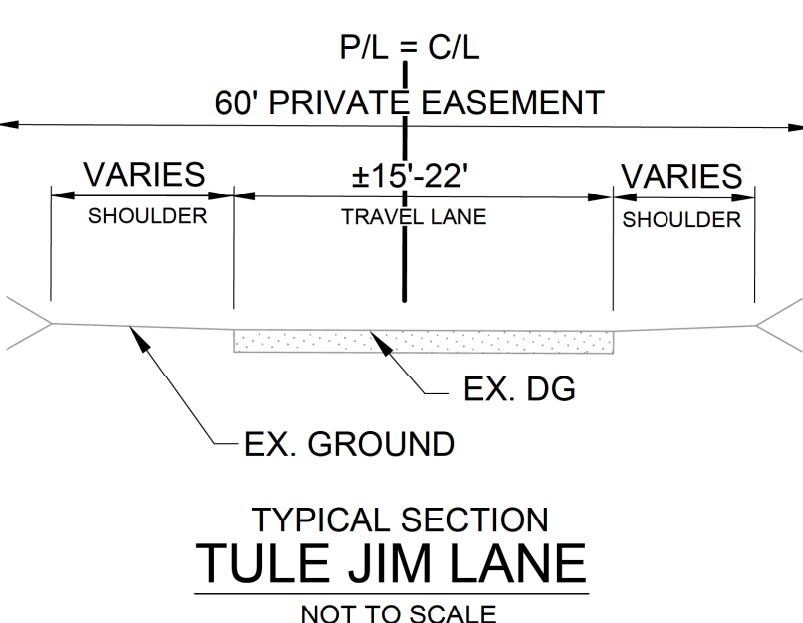 P/L = C/L
60' PRIVATE EASEMENT
VARIES
SHOULDER
±15'-22'
TRAVEL LANE
VARIES
SHOULDER
EX. DG
EX. GROUND
TYPICAL SECTION
TULE JIM LANE
NOT TO SCALE